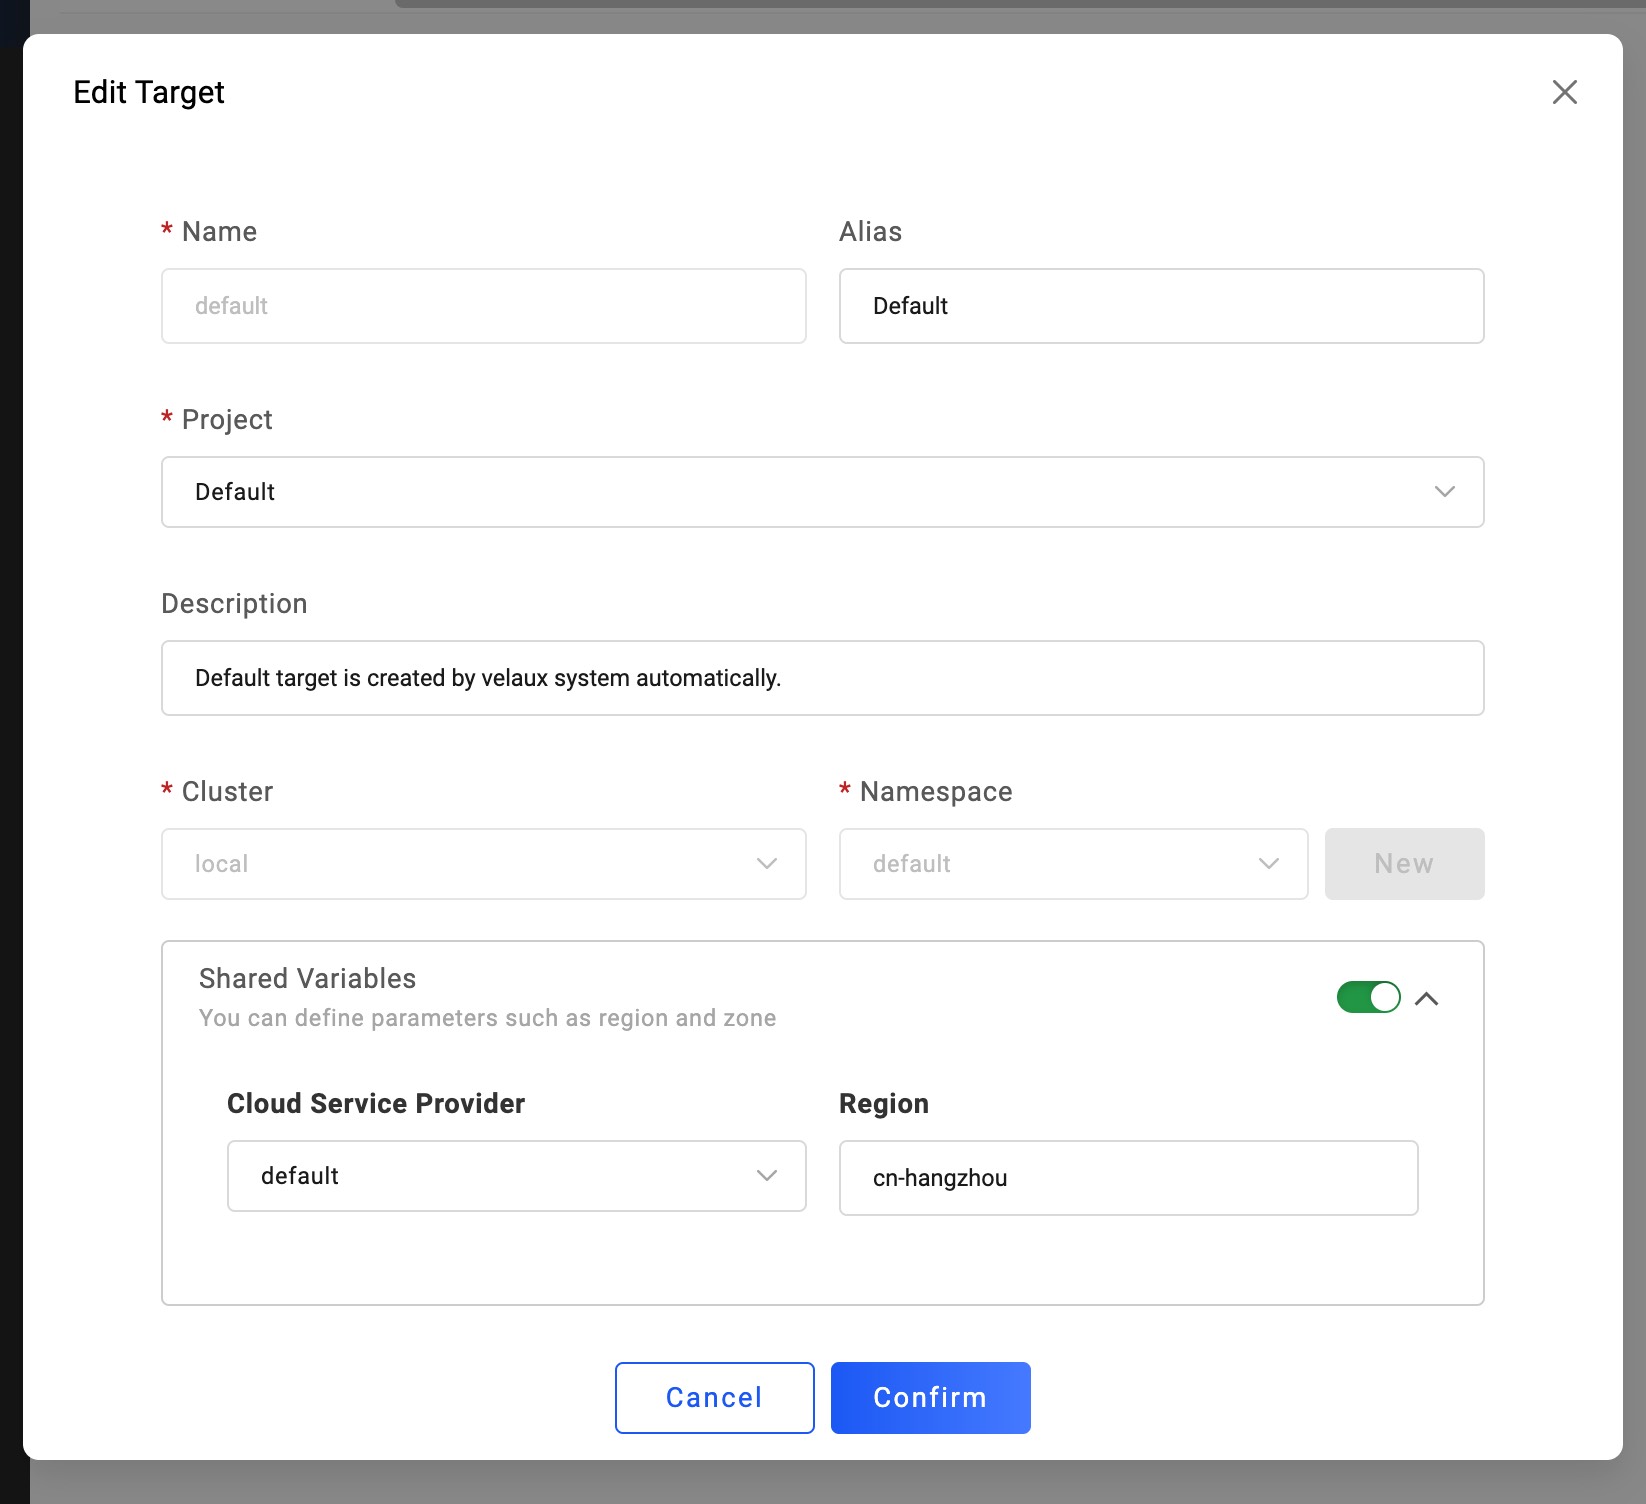 Edit Target
* Name
Alias
default
Default
* Project
Default
Description
Default target is created by velaux system automatically.
* Cluster
* Namespace
local
default
New
Shared Variables
You can define parameters such as region and zone
Cloud Service Provider
Region
default
cn-hangzhou
Cancel
Confirm